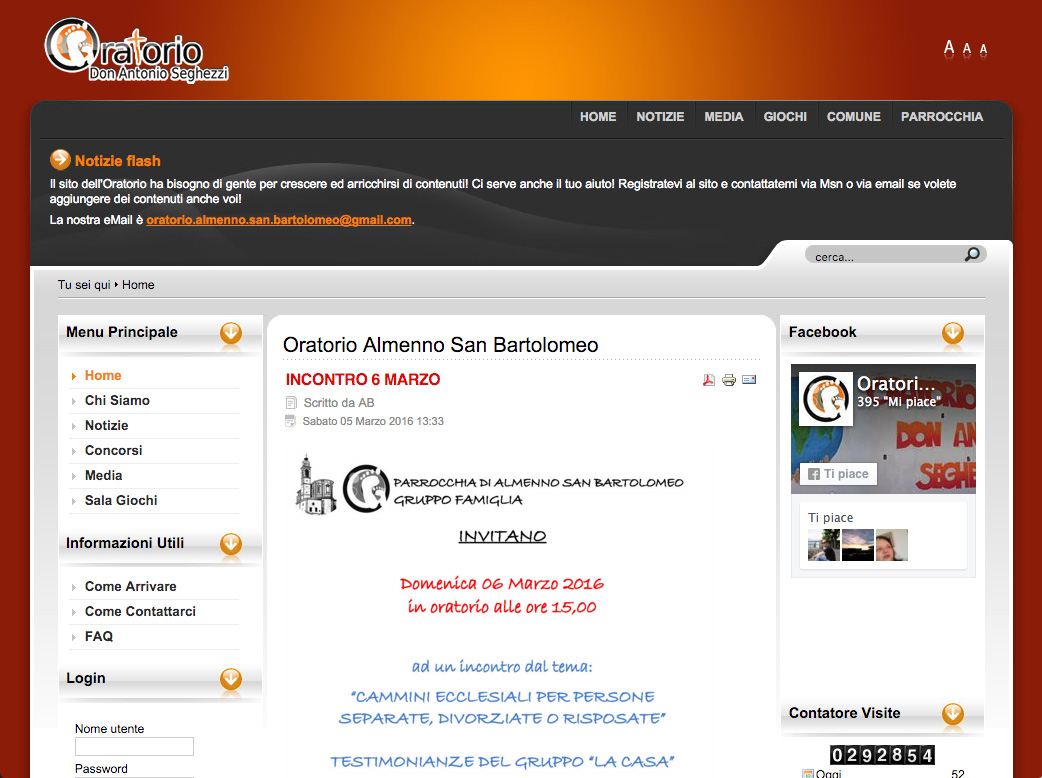 Oratorio
Don Antonio Seghezzi
A A A
HOME NOTIZIE MEDIA GIOCHI COMUNE PARROCCHIA
Notizie flash
Il sito dell'Oratorio ha bisogno di gente per crescere ed arricchirsi di contenuti! Ci serve anche il tuo aiuto! Registratevi al sito e contattatemi via Msn o via email se volete
aggiungere dei contenuti anche voi!
La nostra eMail è oratorio.almenno.san.bartolomeo@gmail.com.
cerca...
Tu sei qui Home
Menu Principale
Home
Chi Siamo
Notizie
Concorsi
Media
Sala Giochi
Informazioni Utili
Come Arrivare
Come Contattarci
FAQ
Login
Nome utente
Password
Oratorio Almenno San Bartolomeo
INCONTRO 6 MARZO
Scritto da AB
Sabato 05 Marzo 2016 13:33
PARROCCHIA DI ALMENNO SAN BARTOLOMEO
GRUPPO FAMIGLIA
INVITANO
Domenica 06 Marzo 2016
in oratorio alle ore 15,00
ad un incontro dal tema:
“CAMMINI ECCLESIALI PER PERSONE
SEPARATE, DIVORZIATE O RISPOSATE”
TESTIMONIANZE DEL GRUPPO “LA CASA”
Facebook
Oratori...
395 "Mi piace"
DON AN
SEGHE
Ti piace
Ti piace
Contatore Visite
0292854
Oggi 52